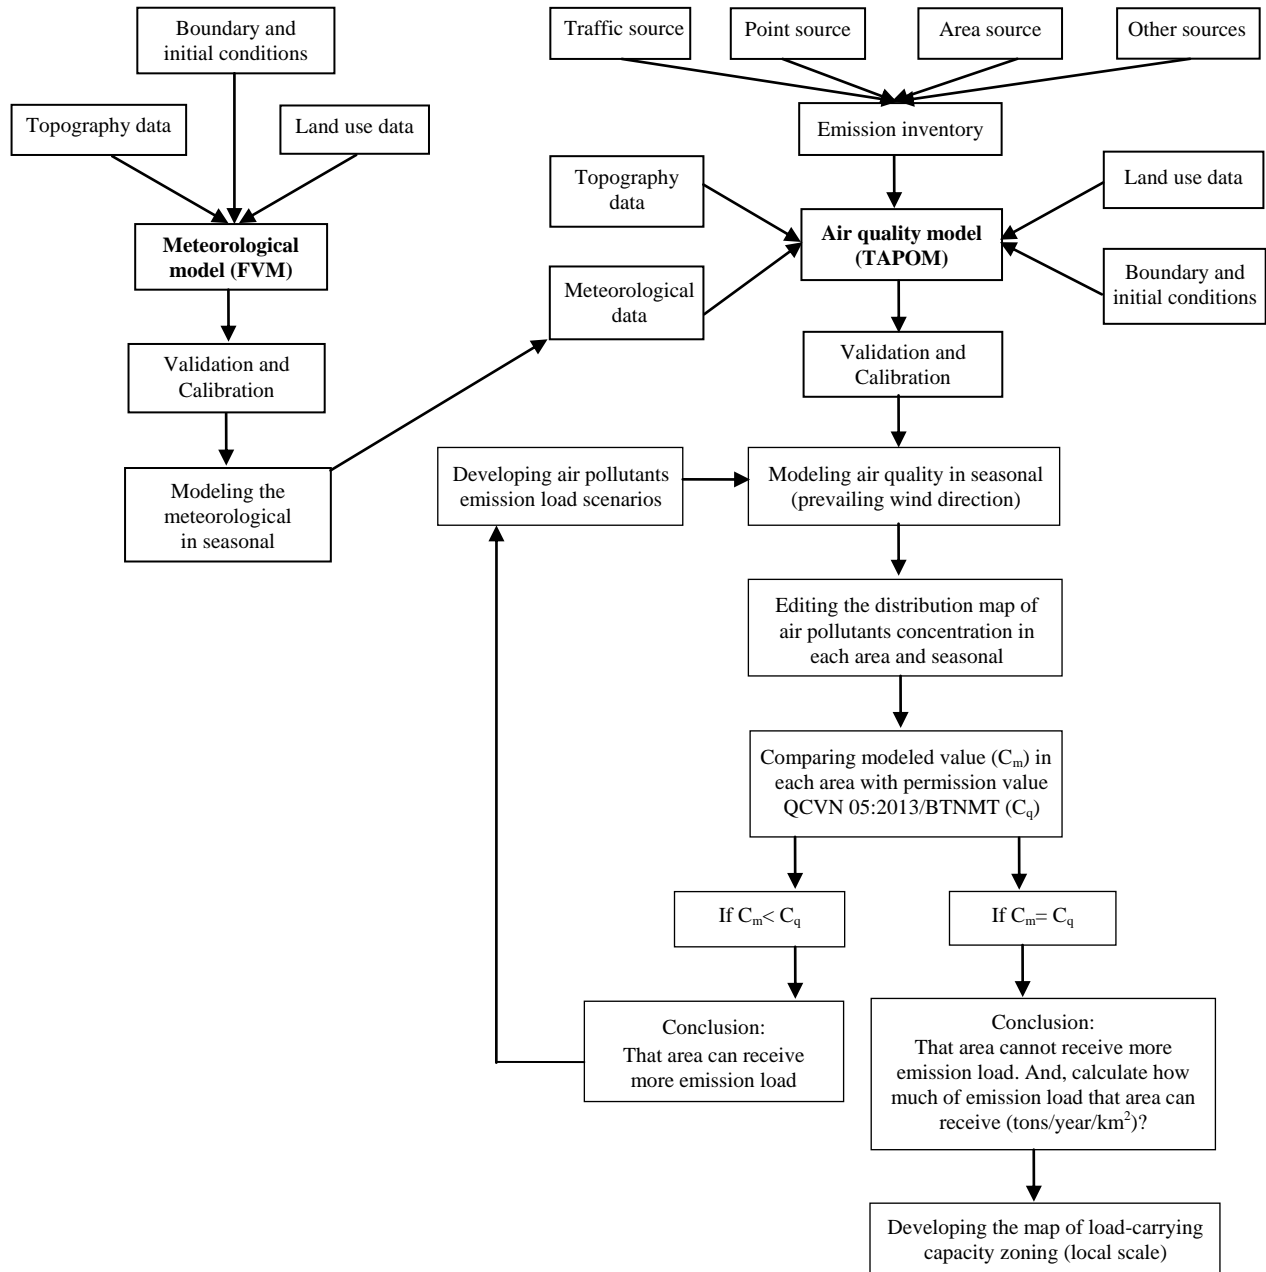 Boundary and
initial conditions
Topography data
Land use data
Meteorological
model (FVM)
Validation and
Calibration
Modeling the
meteorological
in seasonal
Traffic source
Point source
Area source
Other sources
Emission inventory
Topography
data
Land use data
Air quality model
(TAPOM)
Meteorological
data
Boundary and
initial conditions
Validation and
Calibration
Developing air pollutants
emission load scenarios
Modeling air quality in seasonal
(prevailing wind direction)
Editing the distribution map of
air pollutants concentration in
each area and seasonal
Comparing modeled value (Cm) in
each area with permission value
QCVN 05:2013/BTNMT (Cq)
If Cm< Cq
If Cm= Cq
Conclusion:
That area can receive
more emission load
Conclusion:
That area cannot receive more
emission load. And, calculate how
much of emission load that area can
receive (tons/year/km²)?
Developing the map of load-carrying
capacity zoning (local scale)